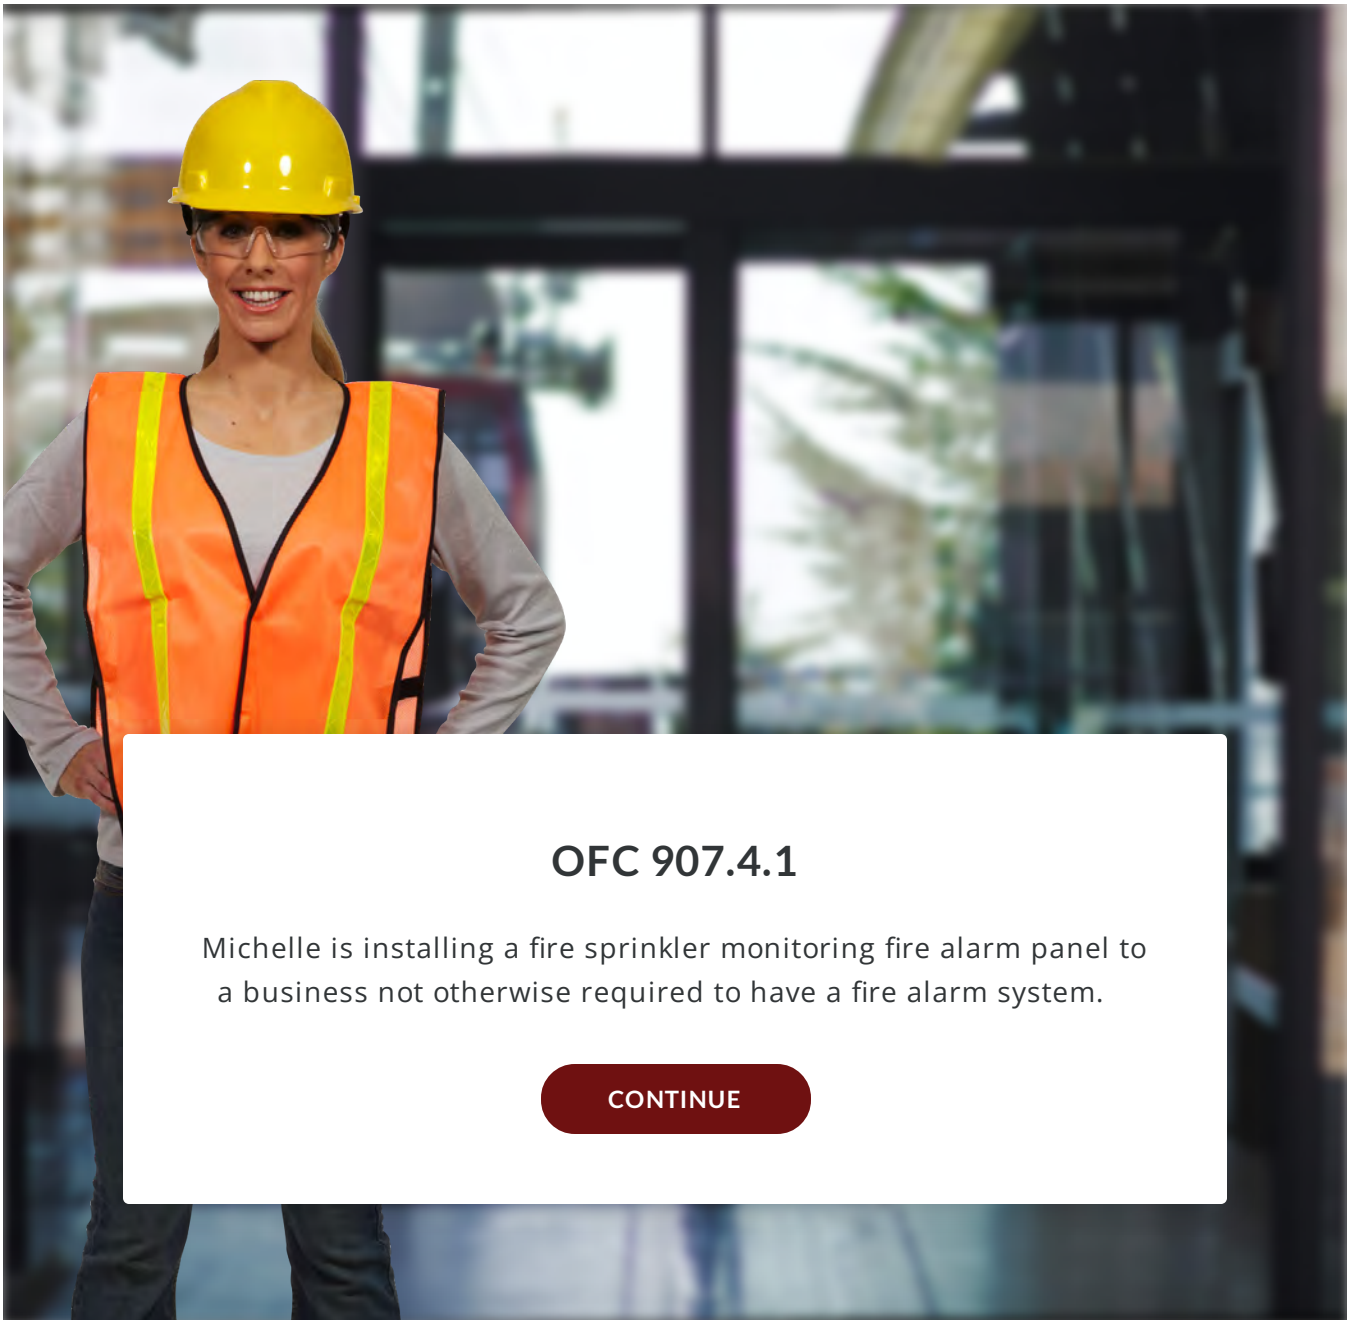 OFC 907.4.1
Michelle is installing a fire sprinkler monitoring fire alarm panel to
a business not otherwise required to have a fire alarm system.
CONTINUE